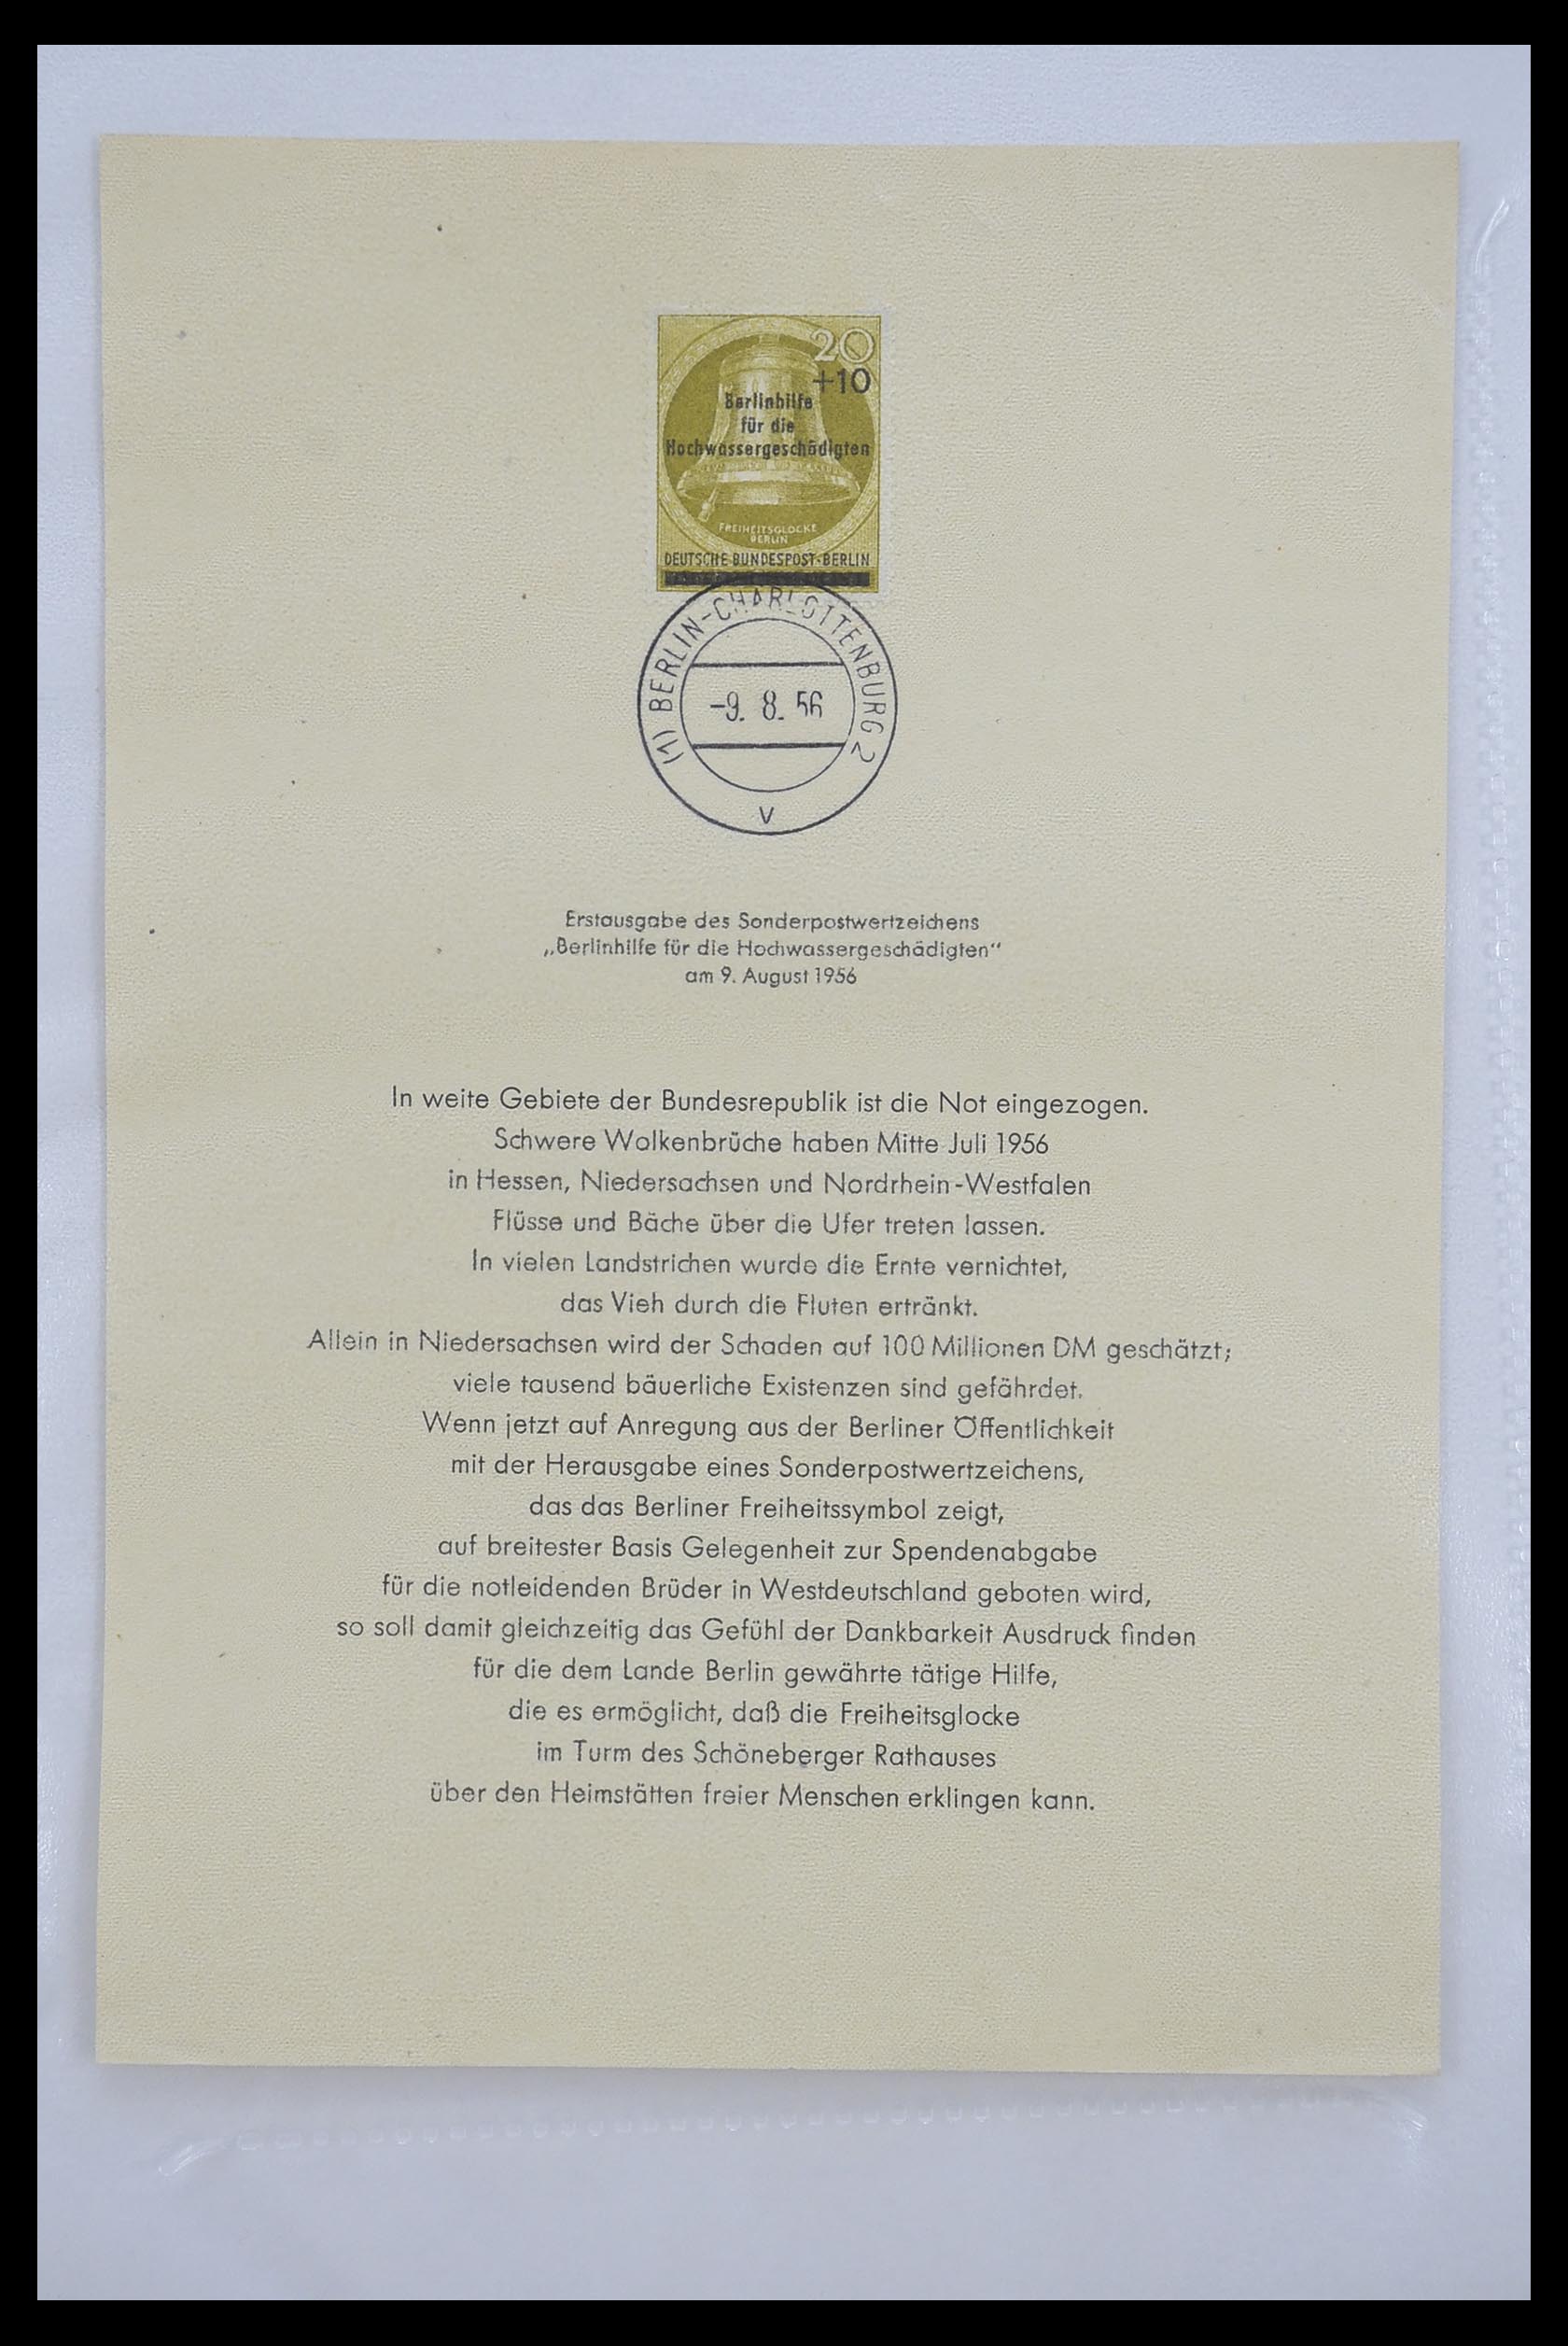 20
+10
Berlinhilfe
für die
Hochwassergeschädigten
FREIHEITSGLOCKE
BERLIN
DEUTSCHE BUNDESPOST·BERLIN
(1) BERLIN-CHARLOTTENBURG 2
-9. 8. 56
v
Erstausgabe des Sonderpostwertzeichens
„Berlinhilfe für die Hochwassergeschädigten“
am 9. August 1956
In weite Gebiete der Bundesrepublik ist die Not eingezogen.
Schwere Wolkenbrüche haben Mitte Juli 1956
in Hessen, Niedersachsen und Nordrhein-Westfalen
Flüsse und Bäche über die Ufer treten lassen.
In vielen Landstrichen wurde die Ernte vernichtet,
das Vieh durch die Fluten ertränkt.
Allein in Niedersachsen wird der Schaden auf 100 Millionen DM geschätzt;
viele tausend bäuerliche Existenzen sind gefährdet.
Wenn jetzt auf Anregung aus der Berliner Öffentlichkeit
mit der Herausgabe eines Sonderpostwertzeichens,
das das Berliner Freiheitssymbol zeigt,
auf breitester Basis Gelegenheit zur Spendenabgabe
für die notleidenden Brüder in Westdeutschland geboten wird,
so soll damit gleichzeitig das Gefühl der Dankbarkeit Ausdruck finden
für die dem Lande Berlin gewährte tätige Hilfe,
die es ermöglicht, daß die Freiheitsglocke
im Turm des Schöneberger Rathauses
über den Heimstätten freier Menschen erklingen kann.